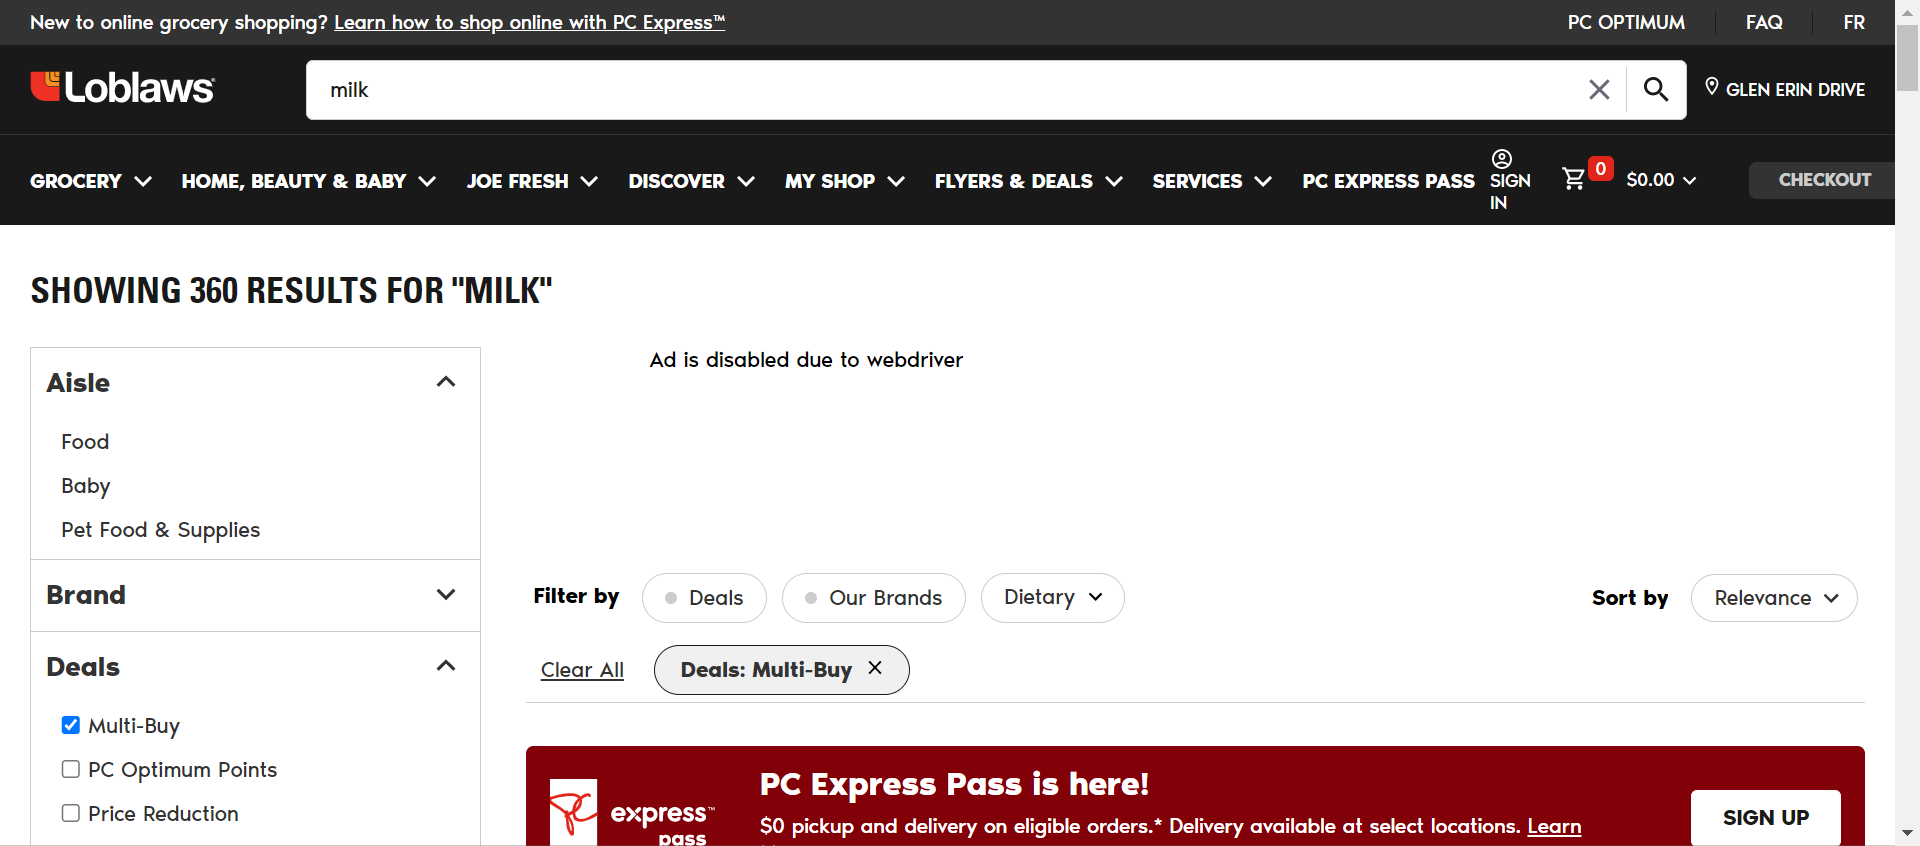 New to online grocery shopping? Learn how to shop online with PC Express™
PC OPTIMUM
FAQ
FR
Loblaws
milk
GLEN ERIN DRIVE
GROCERY
HOME, BEAUTY & BABY
JOE FRESH
DISCOVER
MY SHOP
FLYERS & DEALS
SERVICES
PC EXPRESS PASS
SIGN
IN
0
$0.00
CHECKOUT
SHOWING 360 RESULTS FOR "MILK"
Aisle
Food
Baby
Pet Food & Supplies
Brand
Deals
Multi-Buy
PC Optimum Points
Price Reduction
Ad is disabled due to webdriver
Filter by
Deals
Our Brands
Dietary
Sort by
Relevance
Clear All
Deals: Multi-Buy
express™
pass
PC Express Pass is here!
$0 pickup and delivery on eligible orders.* Delivery available at select locations. Learn
SIGN UP